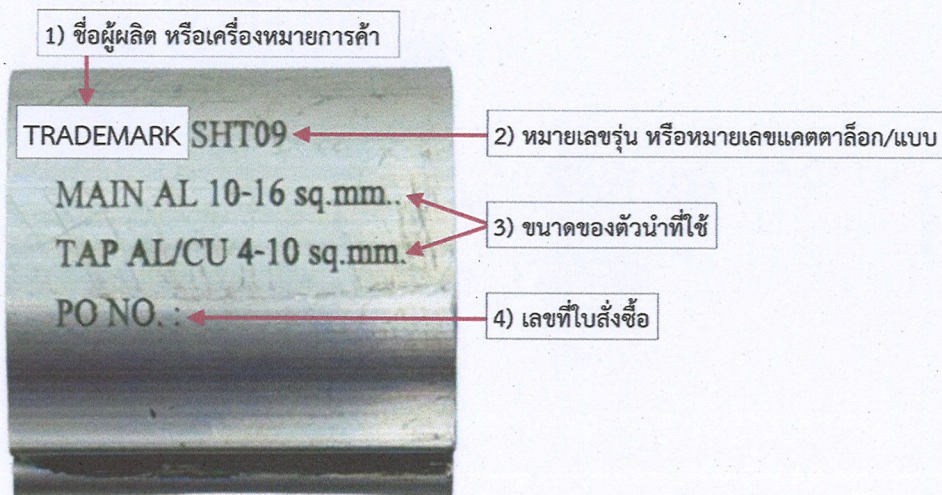 1) ชื่อผู้ผลิต หรือเครื่องหมายการค้า
TRADEMARK SHT09
2) หมายเลขรุ่น หรือหมายเลขแคตตาล็อก/แบบ
MAIN AL 10-16 sq.mm..
3) ขนาดของตัวนำที่ใช้
TAP AL/CU 4-10 sq.mm.
PO NO. :
4) เลขที่ใบสั่งซื้อ